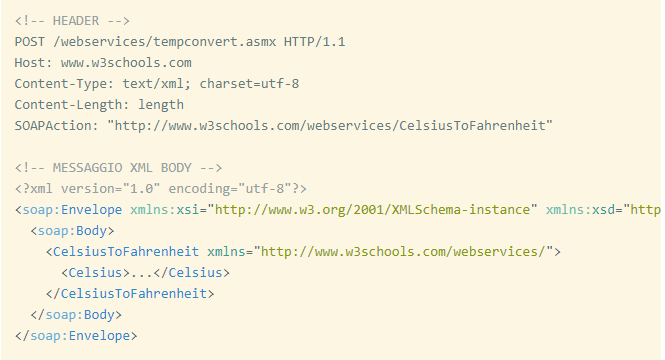 <!-- HEADER -->
POST /webservices/tempconvert.asmx HTTP/1.1
Host: www.w3schools.com
Content-Type: text/xml; charset=utf-8
Content-Length: length
SOAPAction: "http://www.w3schools.com/webservices/CelsiusToFahrenheit"

<!-- MESSAGGIO XML BODY -->
<?xml version="1.0" encoding="utf-8"?>
<soap:Envelope xmlns:xsi="http://www.w3.org/2001/XMLSchema-instance" xmlns:xsd="http
  <soap:Body>
    <CelsiusToFahrenheit xmlns="http://www.w3schools.com/webservices/">
      <Celsius>...</Celsius>
    </CelsiusToFahrenheit>
  </soap:Body>
</soap:Envelope>